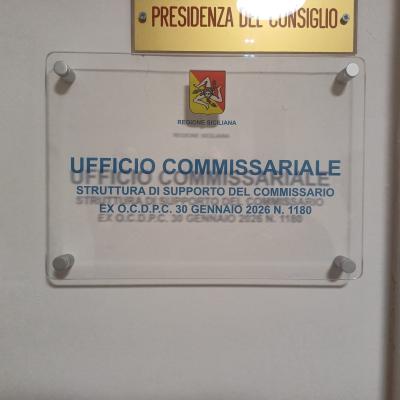 PRESIDENZA DEL CONSIGLIO
REGIONE SICILIANA
UFFICIO COMMISSARIALE
STRUTTURA DI SUPPORTO DEL COMMISSARIO
EX O.C.D.P.C. 30 GENNAIO 2026 N. 1180